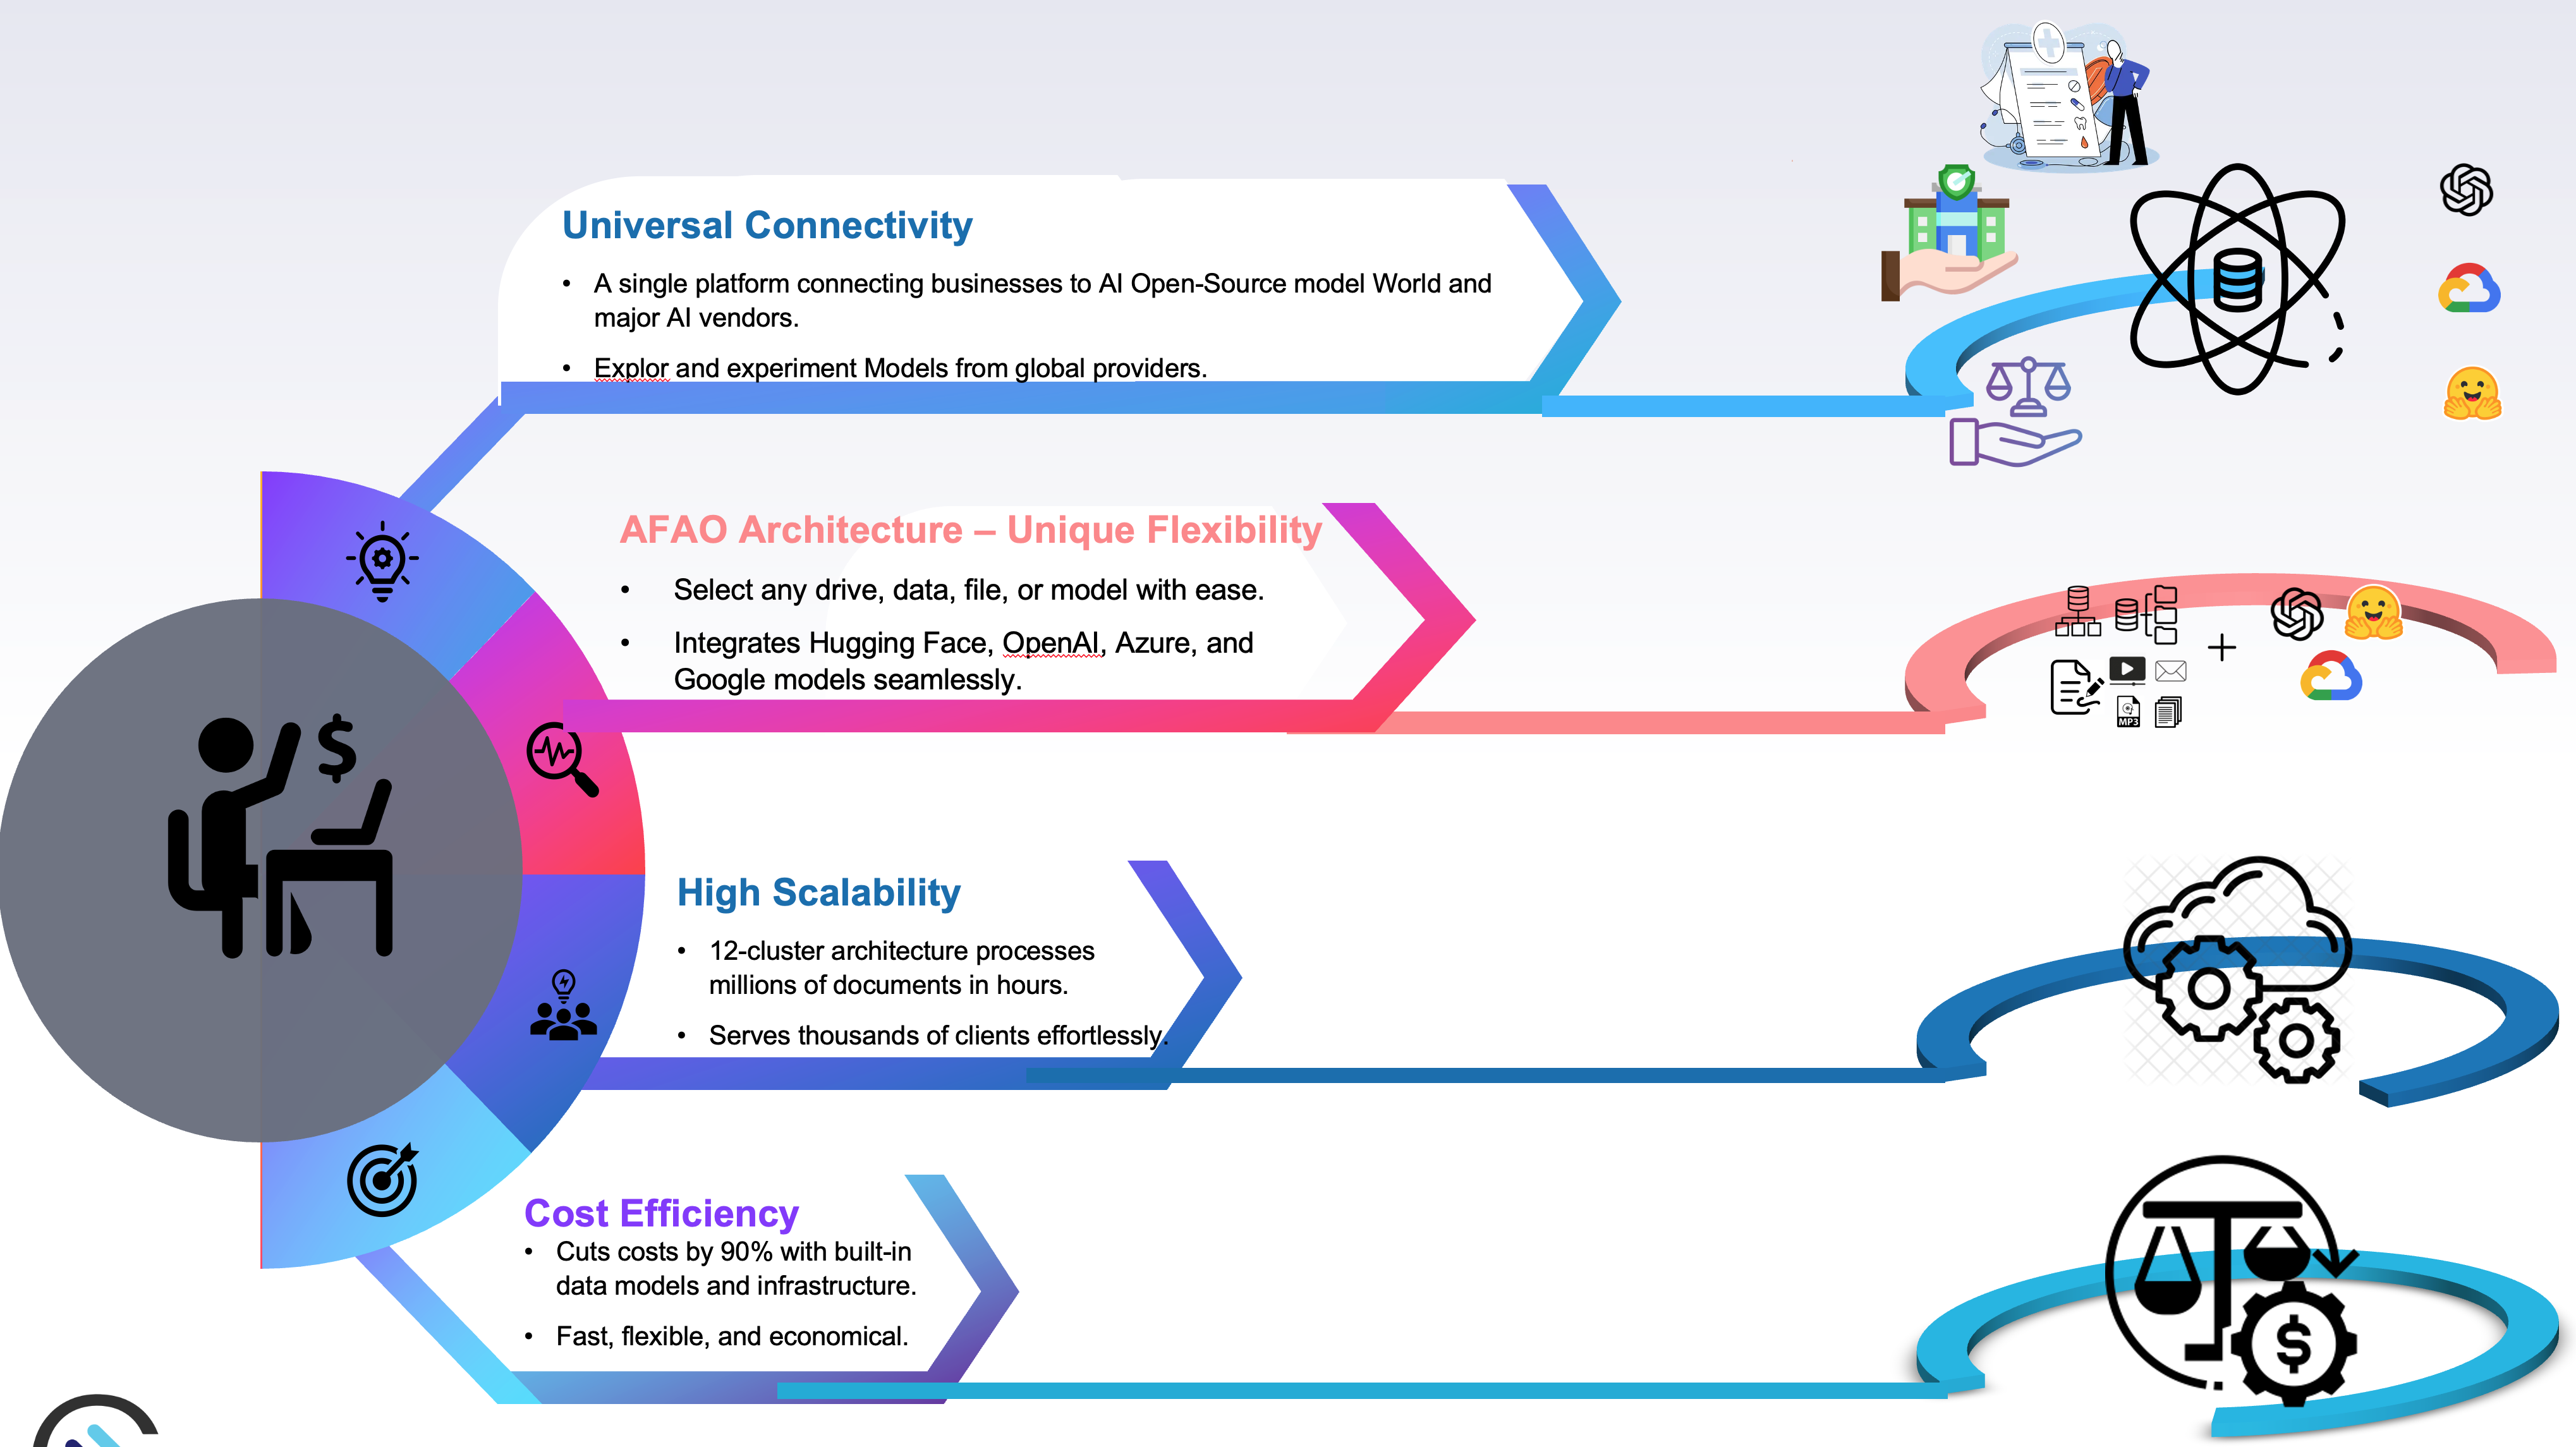 Universal Connectivity
• A single platform connecting businesses to AI Open-Source model World and
major AI vendors.
• Explor and experiment Models from global providers.
AFAO Architecture – Unique Flexibility
• Select any drive, data, file, or model with ease.
• Integrates Hugging Face, OpenAI, Azure, and
Google models seamlessly.
+
MP3
$
High Scalability
• 12-cluster architecture processes
millions of documents in hours.
• Serves thousands of clients effortlessly.
Cost Efficiency
• Cuts costs by 90% with built-in
data models and infrastructure.
• Fast, flexible, and economical.
$